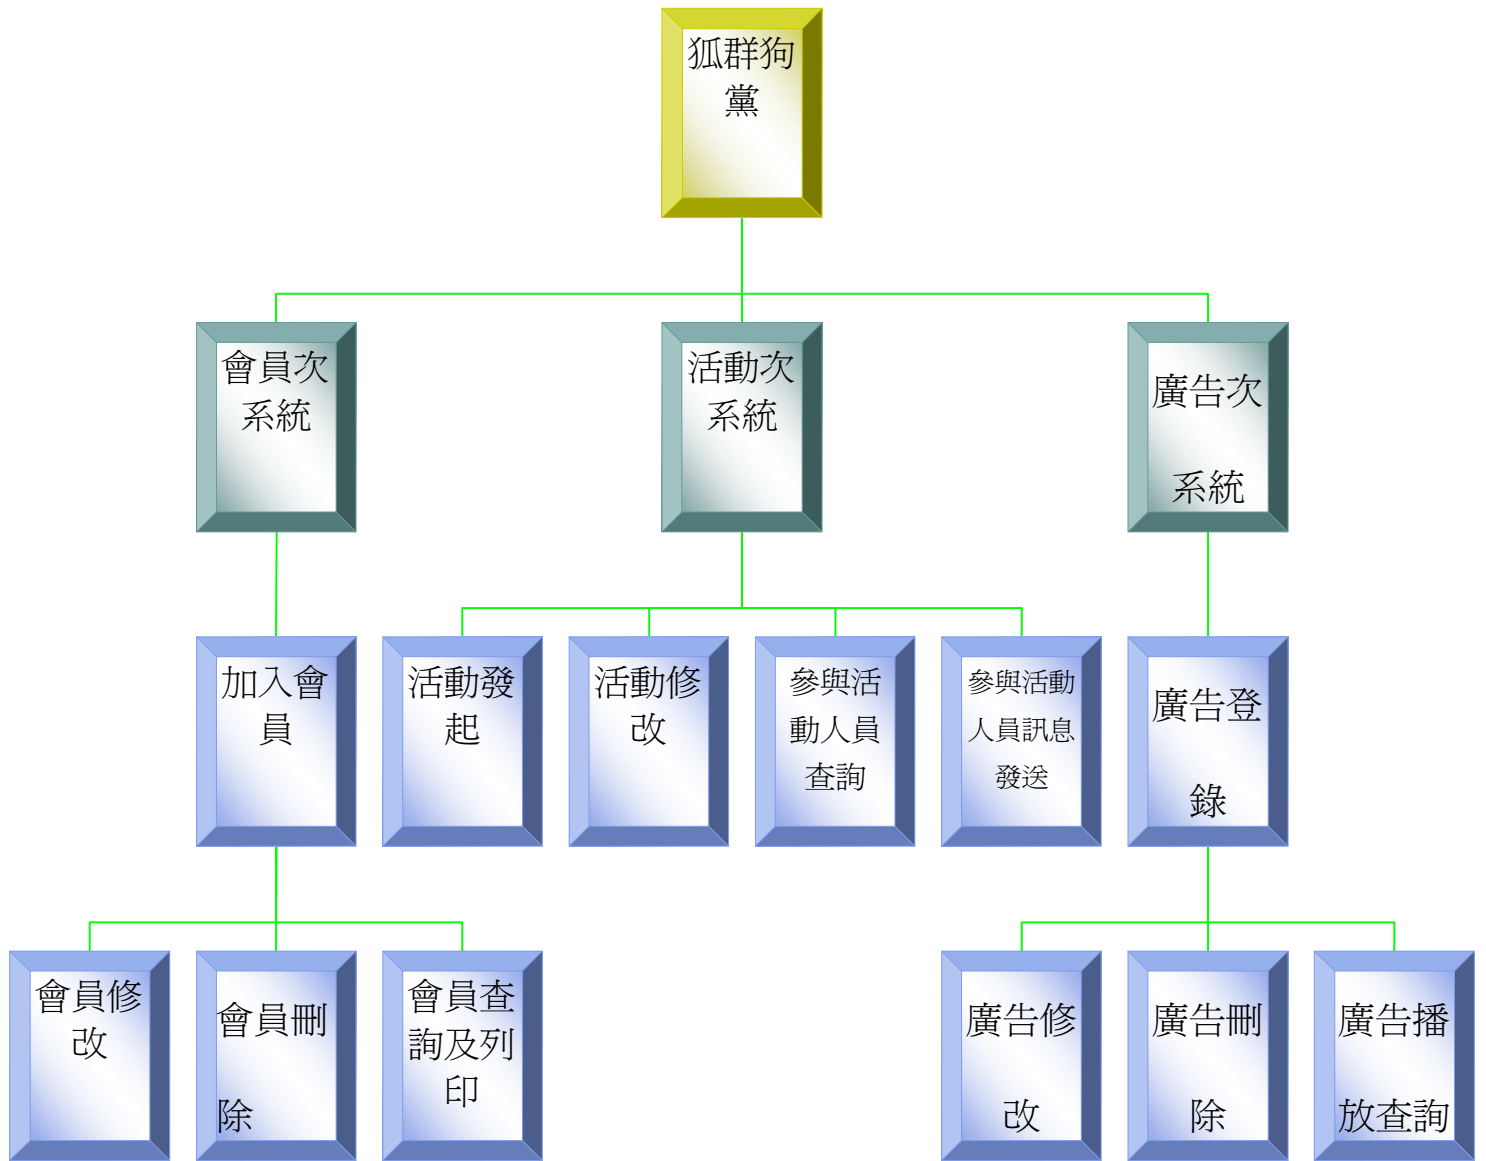 狐群狗
黨
會員次
系統
活動次
系統
廣告次
系統
加入會
員
活動發
起
活動修
改
參與活
動人員
查詢
參與活動
人員訊息
發送
廣告登
錄
會員修
改
會員刪
除
會員查
詢及列
印
廣告修
改
廣告刪
除
廣告播
放查詢